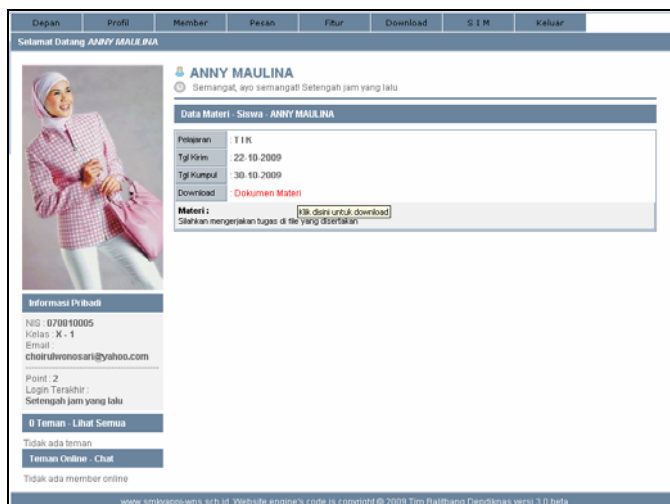 Depan Profil Member Pesan Fitur Download S I M Keluar
Selamat Datang ANNY MAULINA
ANNY MAULINA
Semangat, ayo semangat! Setengah jam yang lalu
Data Materi - Siswa - ANNY MAULINA
Pelajaran : T I K
Tgl Kirim : 22-10-2009
Tgl Kumpul : 30-10-2009
Download : Dokumen Materi
Klik disini untuk download
Materi :
Silahkan mengerjakan tugas di file yang disertakan
Informasi Pribadi
NIS : 070810005
Kelas : X - 1
Email :
choirulwonosari@yahoo.com
Point : 2
Login Terakhir :
Setengah jam yang lalu
0 Teman - Lihat Semua
Tidak ada teman
Teman Online - Chat
Tidak ada member online
www.smkyappi-wns.sch.id. Website engine's code is copyright © 2009 Tim Balitbang Depdiknas versi 3.0 beta